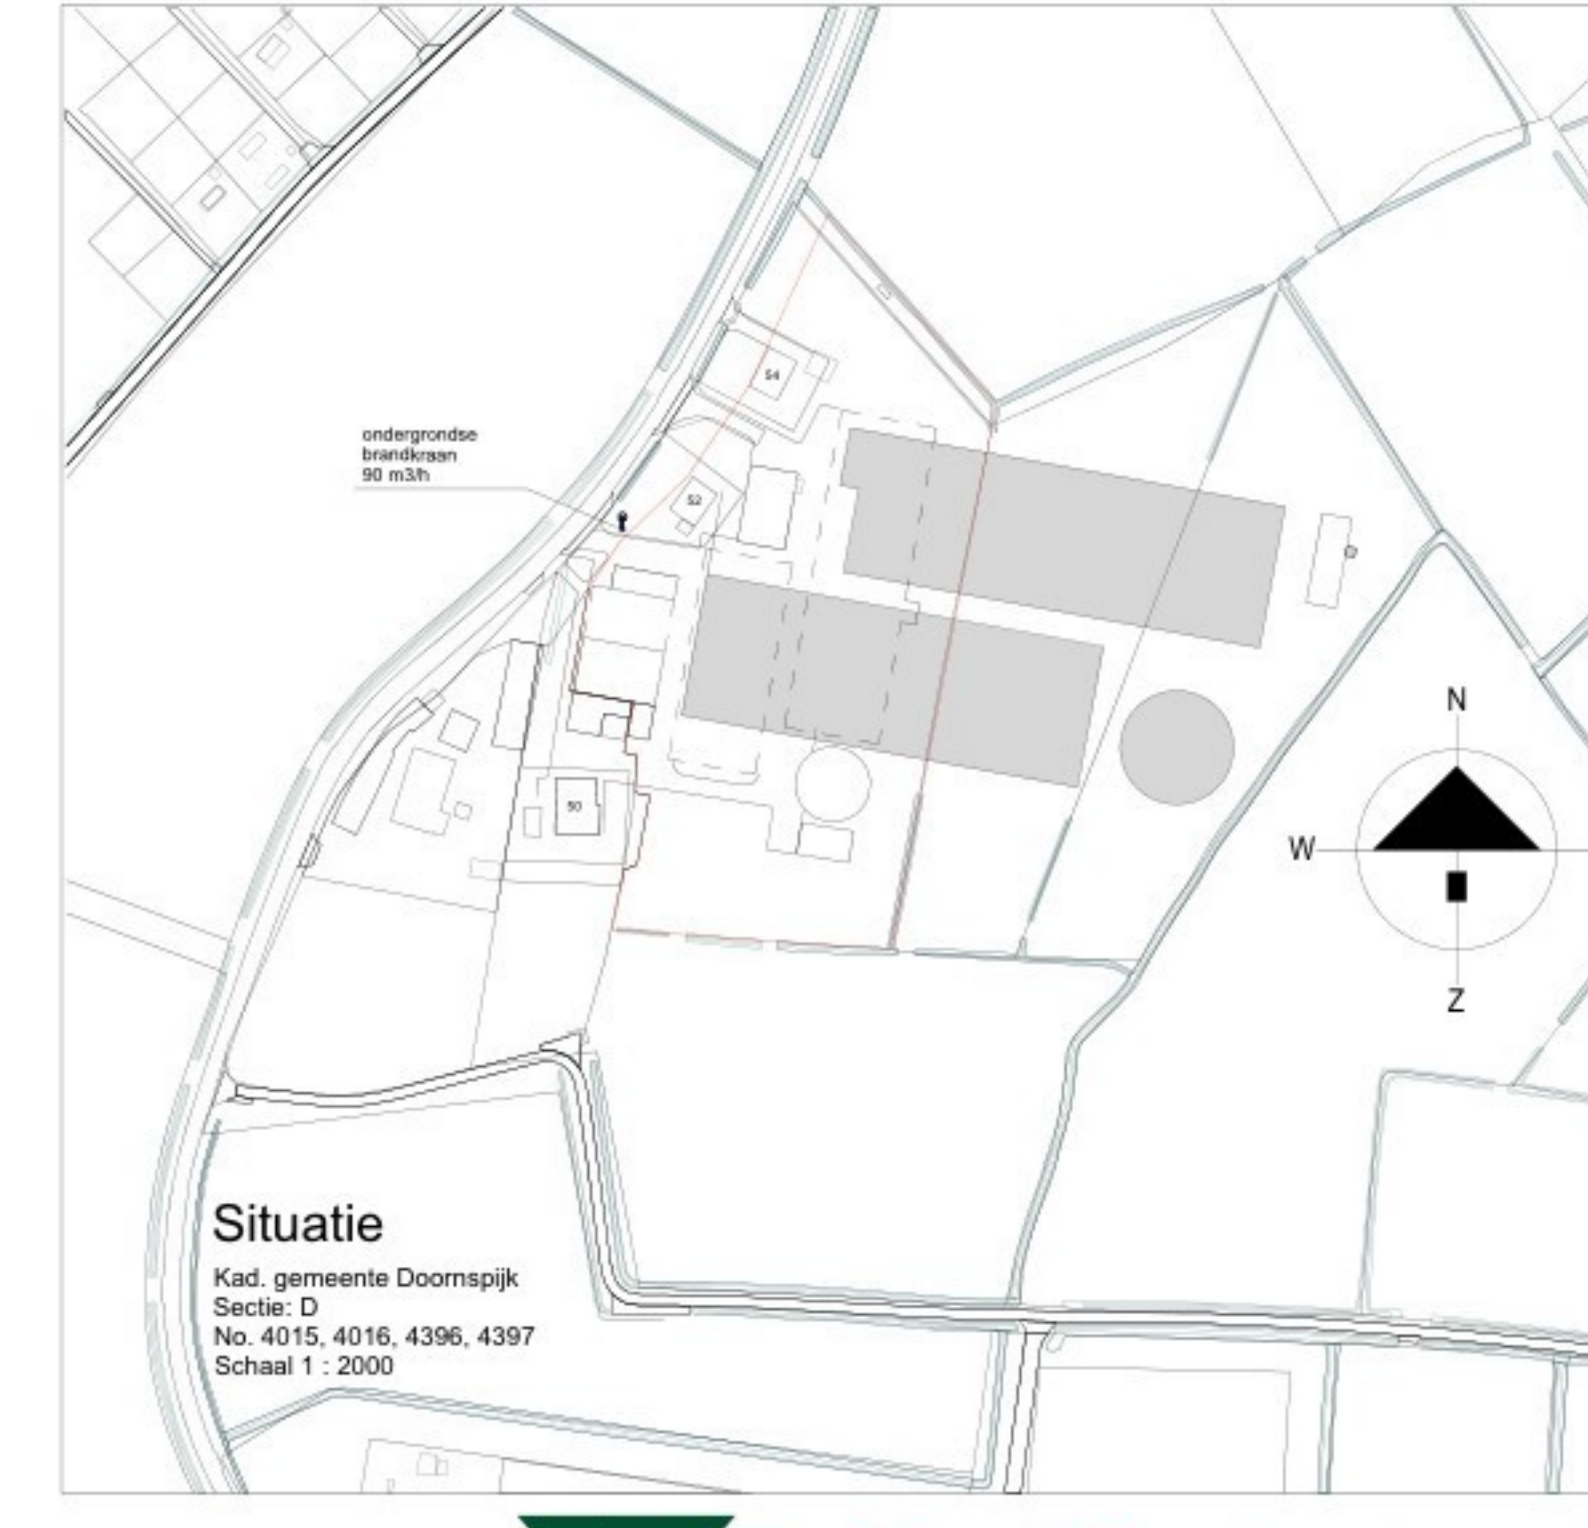 54
ondergrondse
brandkraan
90 m3/h
52
N
50
W
Z
Situatie
Kad. gemeente Doornspijk
Sectie: D
No. 4015, 4016, 4396, 4397
Schaal 1 : 2000